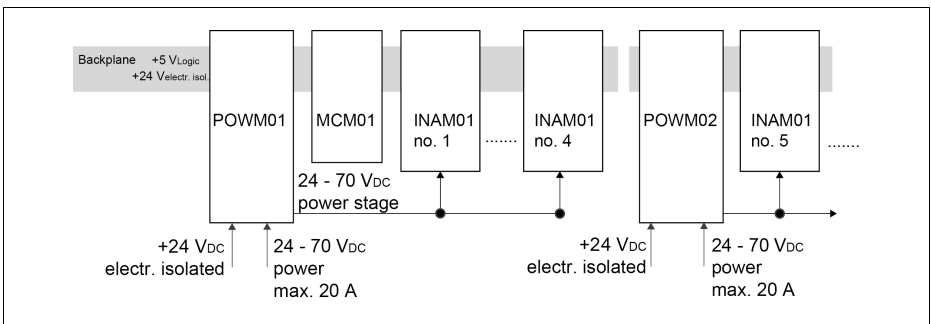 Backplane +5 VLogic
+24 Velectr. isol.
POWM01
MCM01
INAM01
no. 1
.......
INAM01
no. 4
POWM02
INAM01
no. 5
.......
24 - 70 VDC
power stage
+24 VDC
electr. isolated
24 - 70 VDC
power
max. 20 A
+24 VDC
electr. isolated
24 - 70 VDC
power
max. 20 A